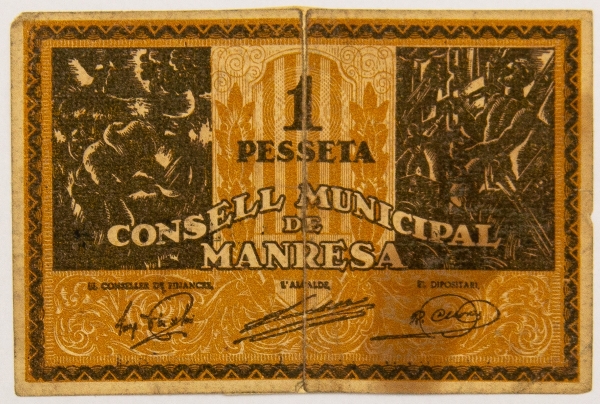 1
PESSETA
CONSELL MUNICIPAL
DE
MANRESA
EL CONSELLER DE FINANCES, L'ALCALDE, EL DIPOSITARI,